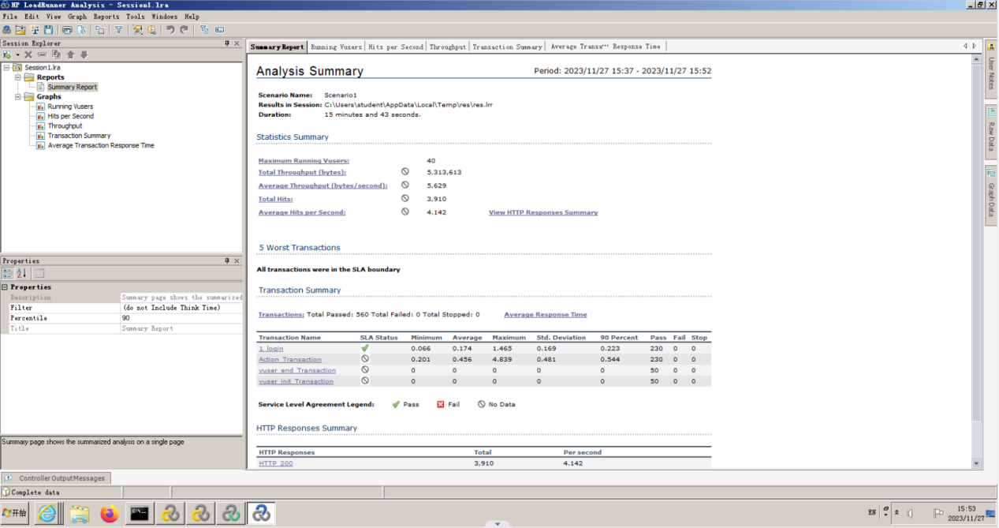 HP LoadRunner Analysis - Session1.lra
File Edit View Graph Reports Tools Windows Help
Session Explorer
Session1.lra
Reports
Summary Report
Graphs
Running Vusers
Hits per Second
Throughput
Transaction Summary
Average Transaction Response Time
Properties
Properties
Description Summary page shows the summarized
Filter (do not Include Think Time)
Percentile 90
Title Summary Report
Summary page shows the summarized analysis on a single page
Summary Report Running Vusers Hits per Second Throughput Transaction Summary Average Transa... Response Time
Analysis Summary Period: 2023/11/27 15:37 - 2023/11/27 15:52
Scenario Name: Scenario1
Results in Session: C:\Users\student\AppData\Local\Temp\res\res.lrr
Duration: 15 minutes and 43 seconds.
Statistics Summary
Maximum Running Vusers: 40
Total Throughput (bytes): 5,313,613
Average Throughput (bytes/second): 5,629
Total Hits: 3,910
Average Hits per Second: 4.142 View HTTP Responses Summary
5 Worst Transactions
All transactions were in the SLA boundary
Transaction Summary
Transactions: Total Passed: 560 Total Failed: 0 Total Stopped: 0 Average Response Time
Transaction Name SLA Status Minimum Average Maximum Std. Deviation 90 Percent Pass Fail Stop
1_login 0.066 0.174 1.465 0.169 0.223 230 0 0
Action_Transaction 0.201 0.456 4.839 0.481 0.544 230 0 0
vuser_end_Transaction 0 0 0 0 0 50 0 0
vuser_init_Transaction 0 0 0 0 0 50 0 0
Service Level Agreement Legend: Pass Fail No Data
HTTP Responses Summary
HTTP Responses Total Per second
HTTP_200 3,910 4.142
User Notes
Raw Data
Graph Data
Controller Output Messages
Complete data
开始
C:\.
EN
15:53
2023/11/27